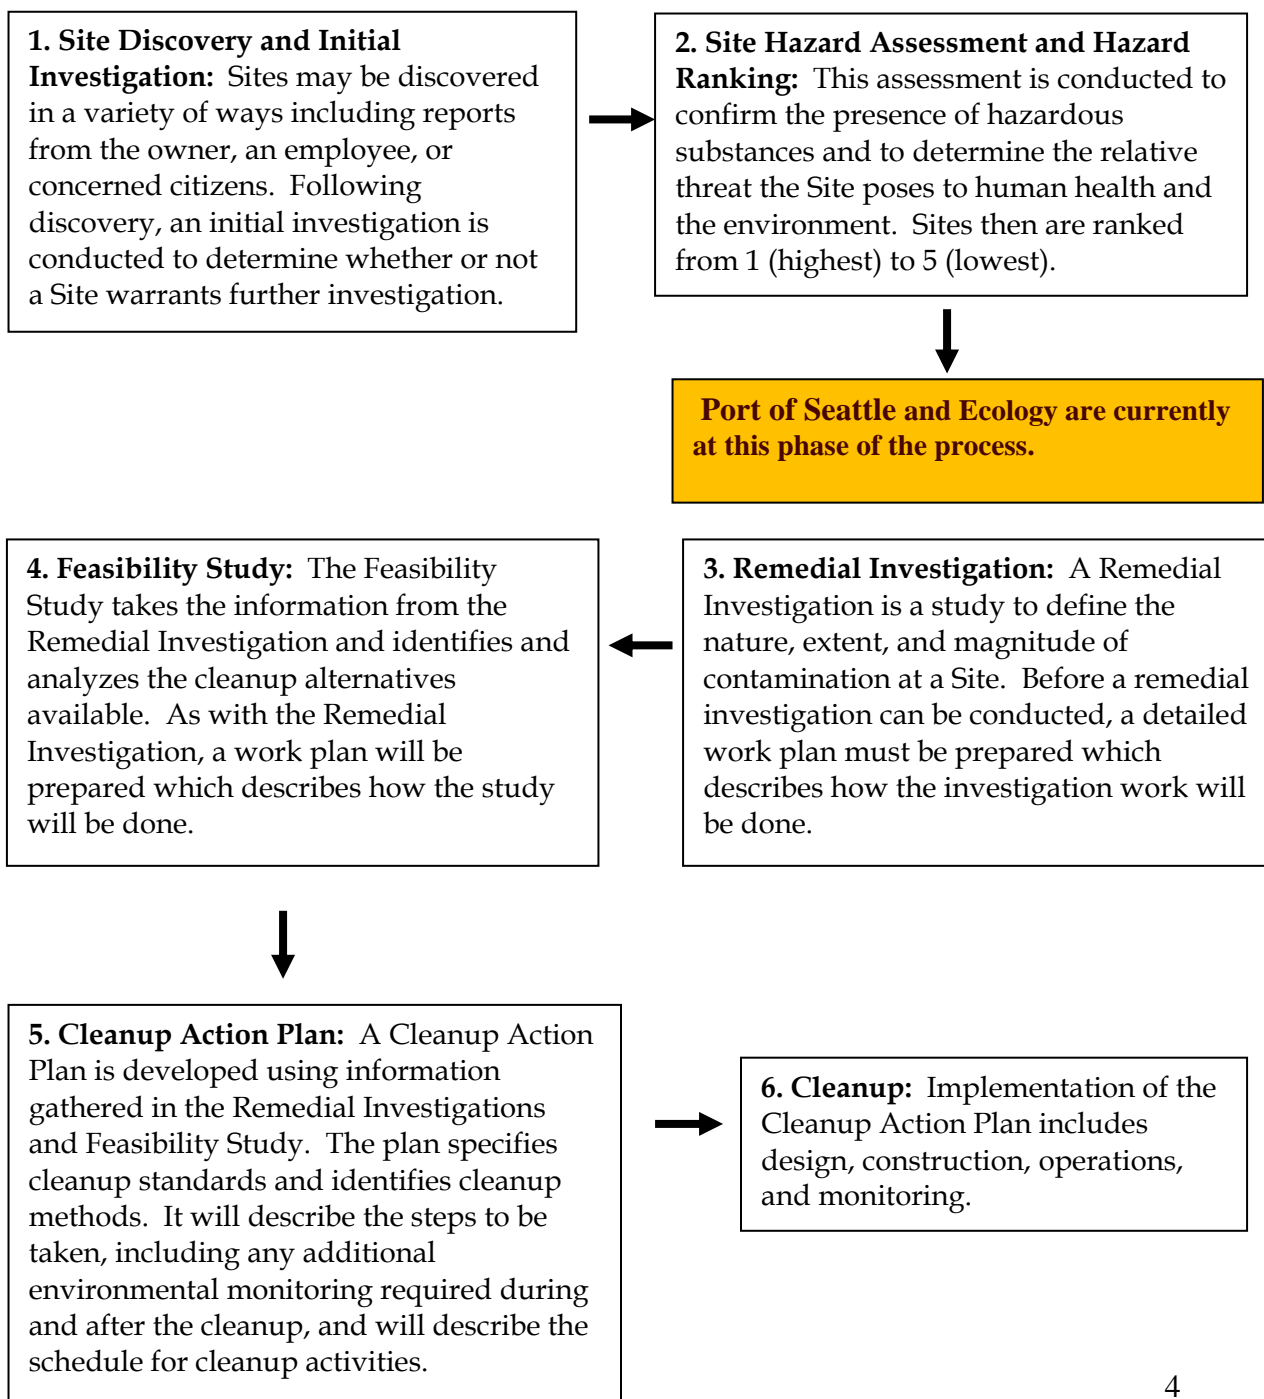 1. Site Discovery and Initial
Investigation:  Sites may be discovered
in a variety of ways including reports
from the owner, an employee, or
concerned citizens.  Following
discovery, an initial investigation is
conducted to determine whether or not
a Site warrants further investigation.
2. Site Hazard Assessment and Hazard
Ranking:  This assessment is conducted to
confirm the presence of hazardous
substances and to determine the relative
threat the Site poses to human health and
the environment.  Sites then are ranked
from 1 (highest) to 5 (lowest).
Port of Seattle and Ecology are currently
at this phase of the process.
3. Remedial Investigation:  A Remedial
Investigation is a study to define the
nature, extent, and magnitude of
contamination at a Site.  Before a remedial
investigation can be conducted, a detailed
work plan must be prepared which
describes how the investigation work will
be done.
4. Feasibility Study:  The Feasibility
Study takes the information from the
Remedial Investigation and identifies and
analyzes the cleanup alternatives
available.  As with the Remedial
Investigation, a work plan will be
prepared which describes how the study
will be done.
5. Cleanup Action Plan:  A Cleanup Action
Plan is developed using information
gathered in the Remedial Investigations
and Feasibility Study.  The plan specifies
cleanup standards and identifies cleanup
methods.  It will describe the steps to be
taken, including any additional
environmental monitoring required during
and after the cleanup, and will describe the
schedule for cleanup activities.
6. Cleanup:  Implementation of the
Cleanup Action Plan includes
design, construction, operations,
and monitoring.
4